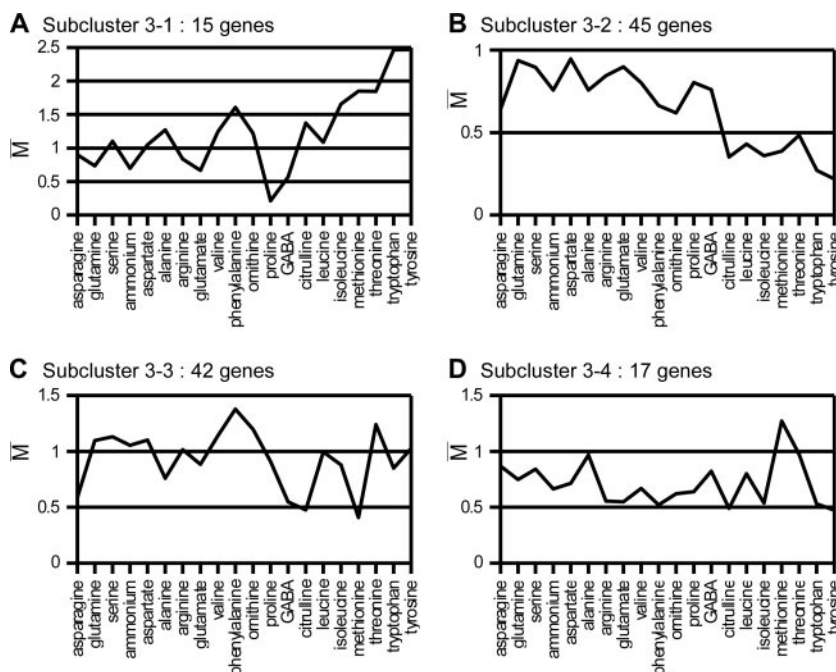 A Subcluster 3-1 : 15 genes
2.5
2
1.5
1
0.5
0
M
asparagine
glutamine
serine
ammonium
aspartate
alanine
arginine
glutamate
valine
phenylalanine
ornithine
proline
GABA
citrulline
leucine
isoleucine
methionine
threonine
tryptophan
tyrosine
B Subcluster 3-2 : 45 genes
1
0.5
0
M
asparagine
glutamine
serine
ammonium
aspartate
alanine
arginine
glutamate
valine
phenylalanine
ornithine
proline
GABA
citrulline
leucine
isoleucine
methionine
threonine
tryptophan
tyrosine
C Subcluster 3-3 : 42 genes
1.5
1
0.5
0
M
asparagine
glutamine
serine
ammonium
aspartate
alanine
arginine
glutamate
valine
phenylalanine
ornithine
proline
GABA
citrulline
leucine
isoleucine
methionine
threonine
tryptophan
tyrosine
D Subcluster 3-4 : 17 genes
1.5
1
0.5
0
M
asparagine
glutamine
serine
ammonium
aspartate
alanine
arginine
glutamate
valine
phenylalanine
ornithine
proline
GABA
citrulline
leucine
isoleucine
methionine
threonine
tryptophan
tyrosine